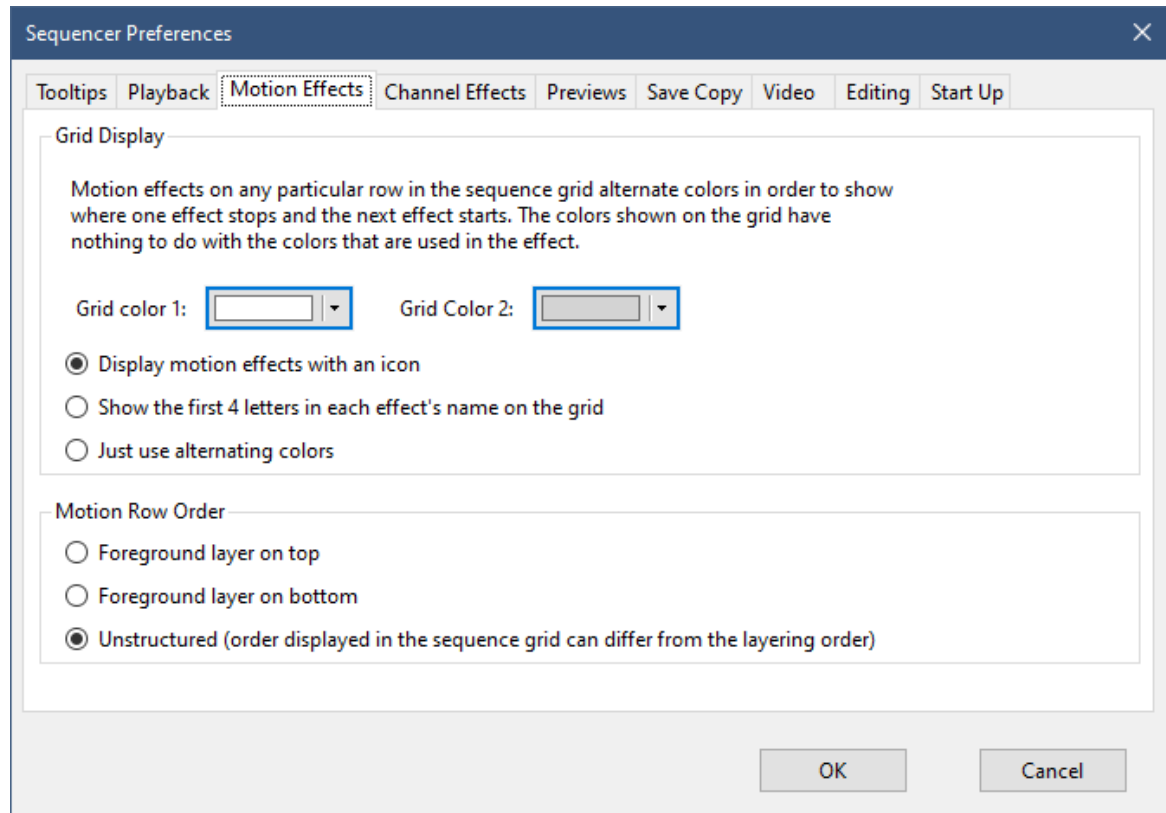 Sequencer Preferences
Tooltips Playback Motion Effects Channel Effects Previews Save Copy Video Editing Start Up
Grid Display
Motion effects on any particular row in the sequence grid alternate colors in order to show
where one effect stops and the next effect starts. The colors shown on the grid have
nothing to do with the colors that are used in the effect.
Grid color 1: Grid Color 2:
Display motion effects with an icon
Show the first 4 letters in each effect's name on the grid
Just use alternating colors
Motion Row Order
Foreground layer on top
Foreground layer on bottom
Unstructured (order displayed in the sequence grid can differ from the layering order)
OK Cancel